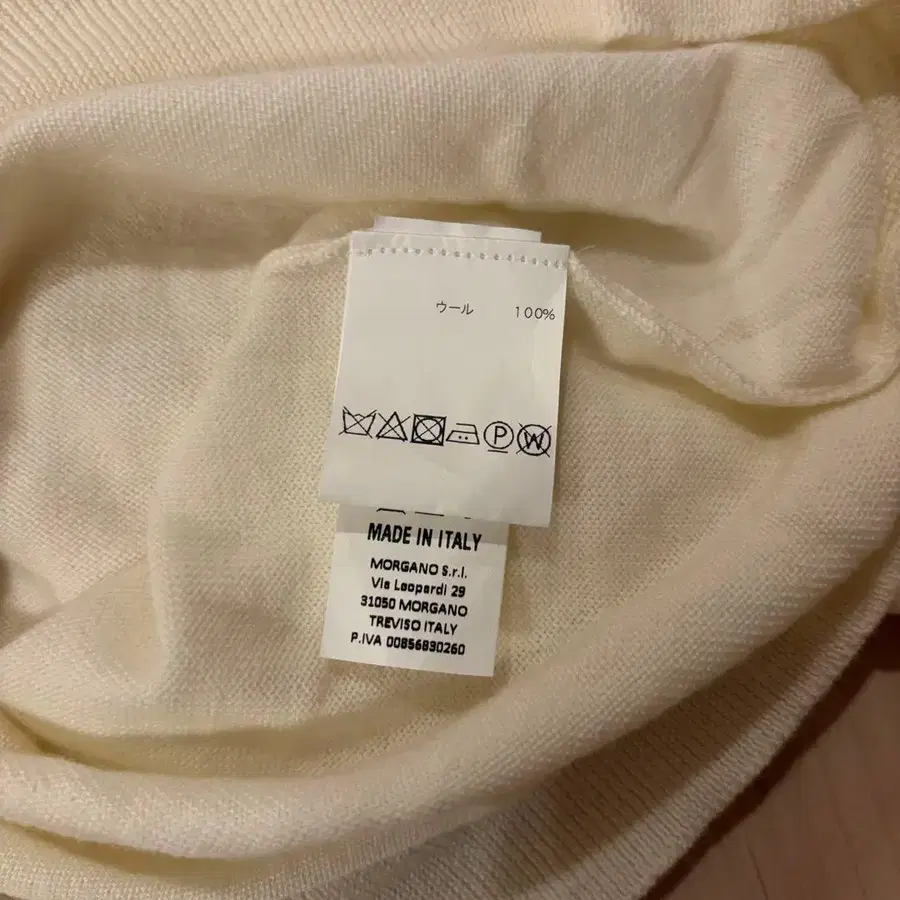 ウール 100%
P W
MADE IN ITALY
MORGANO S.r.l.
Via Leopardi 29
31050 MORGANO
TREVISO ITALY
P.IVA 00856830260